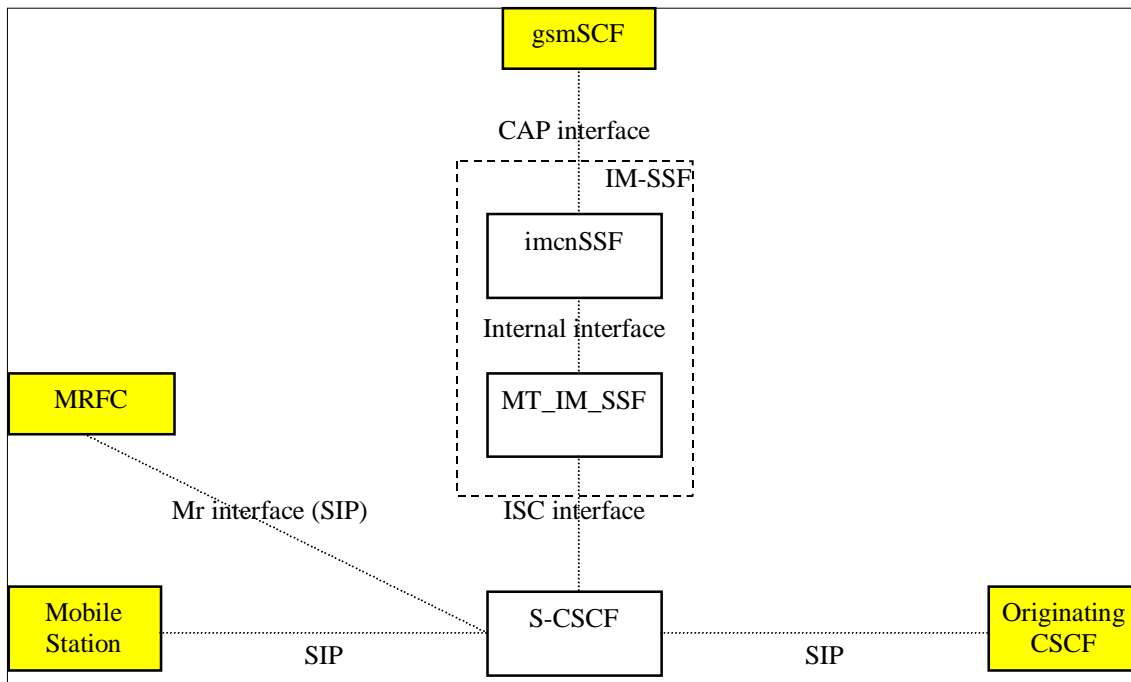 gsmSCF
CAP interface
IM-SSF
imcnSSF
Internal interface
MRFC
MT_IM_SSF
Mr interface (SIP)
ISC interface
Mobile
Station
SIP
S-CSCF
SIP
Originating
CSCF